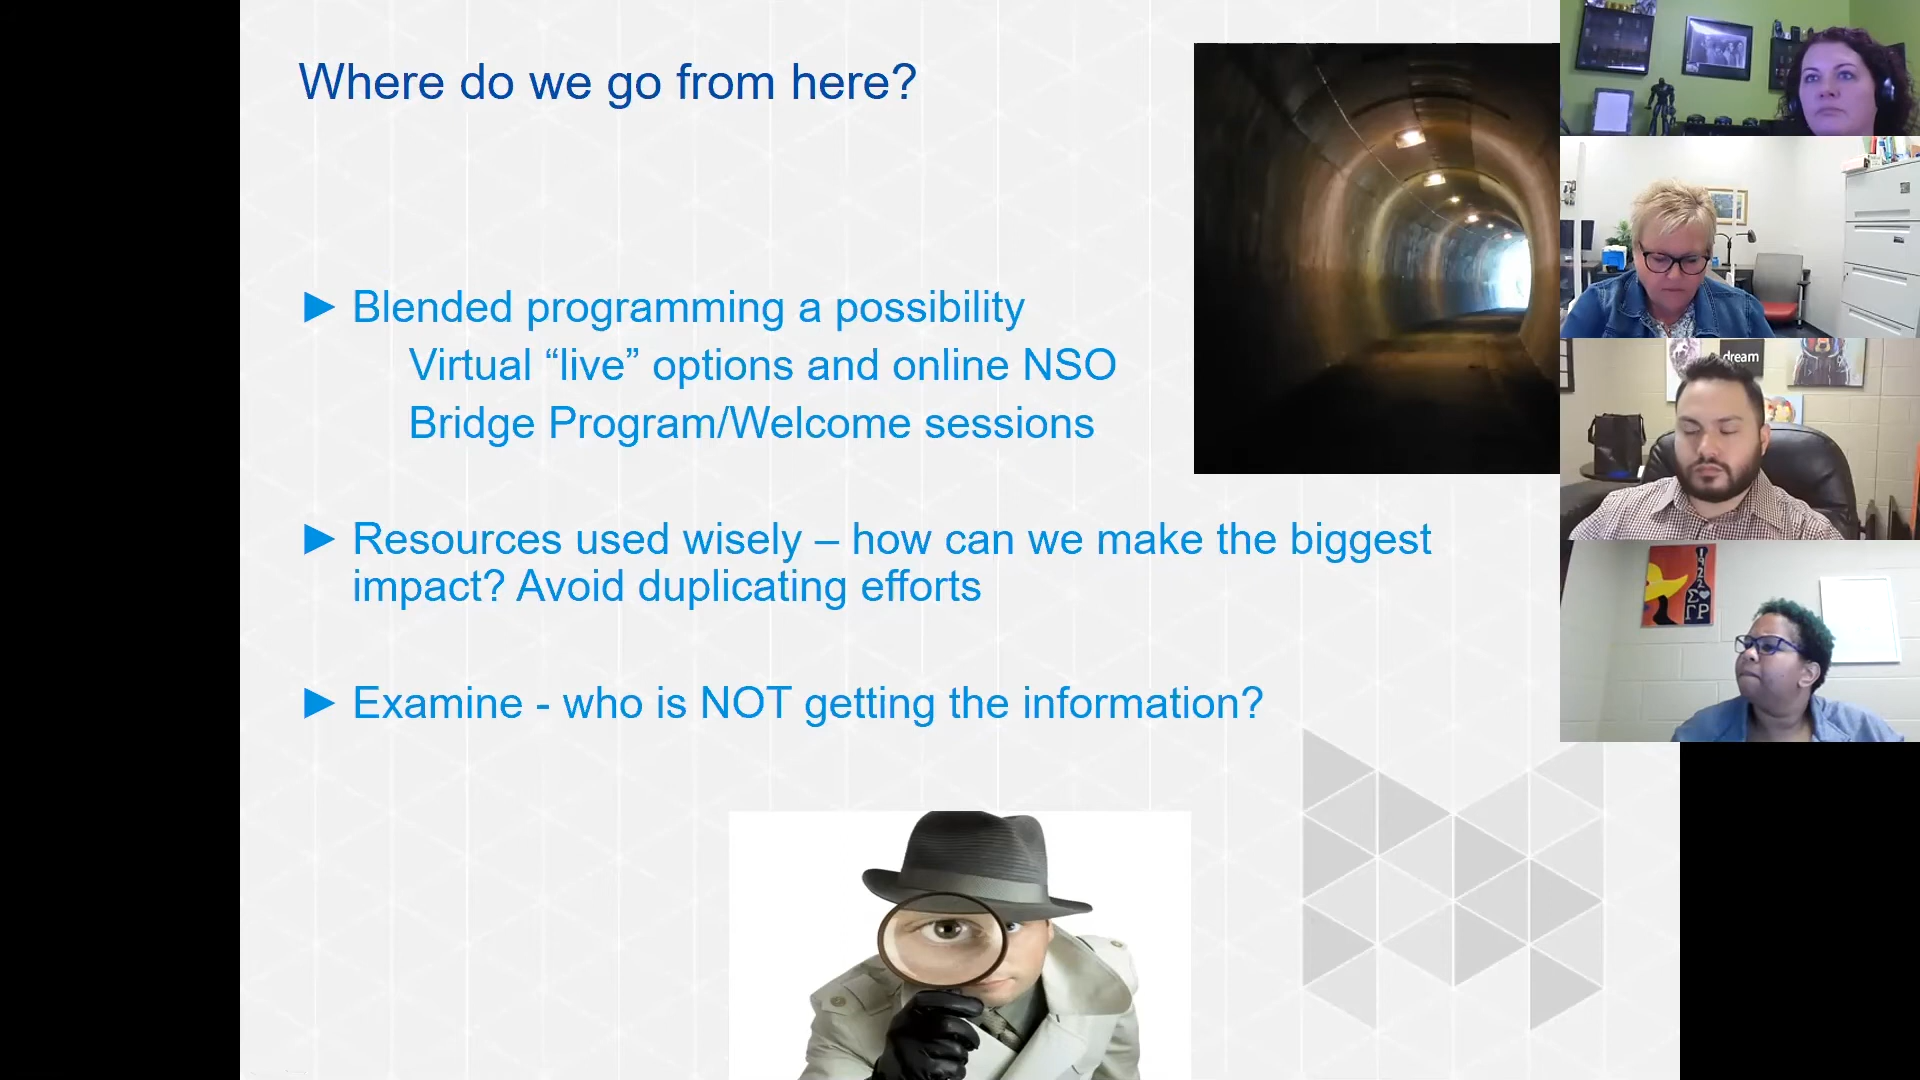 Where do we go from here?
► Blended programming a possibility
Virtual “live” options and online NSO
Bridge Program/Welcome sessions
► Resources used wisely – how can we make the biggest
impact? Avoid duplicating efforts
► Examine - who is NOT getting the information?
dream
1922
ΣΓΡ